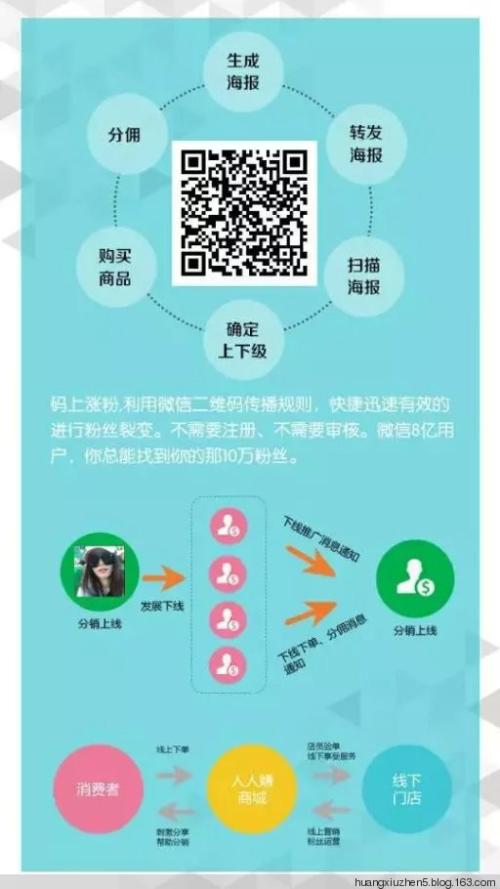 生成
海报
分佣
转发
海报
购买
商品
扫描
海报
确定
上下级
码上涨粉,利用微信二维码传播规则，快捷迅速有效的
进行粉丝裂变。不需要注册、不需要审核。微信8亿用
户，你总能找到你的那10万粉丝。
下线推广消息通知
发展下线
分销上线
分销上线
下线下单、分佣消息
通知
线上下单
店员验单
线下享受服务
消费者
人人赚
商城
线下
门店
刺激分享
帮助分销
线上营销
粉丝运营
huangxiuzhen5.blog.163.com